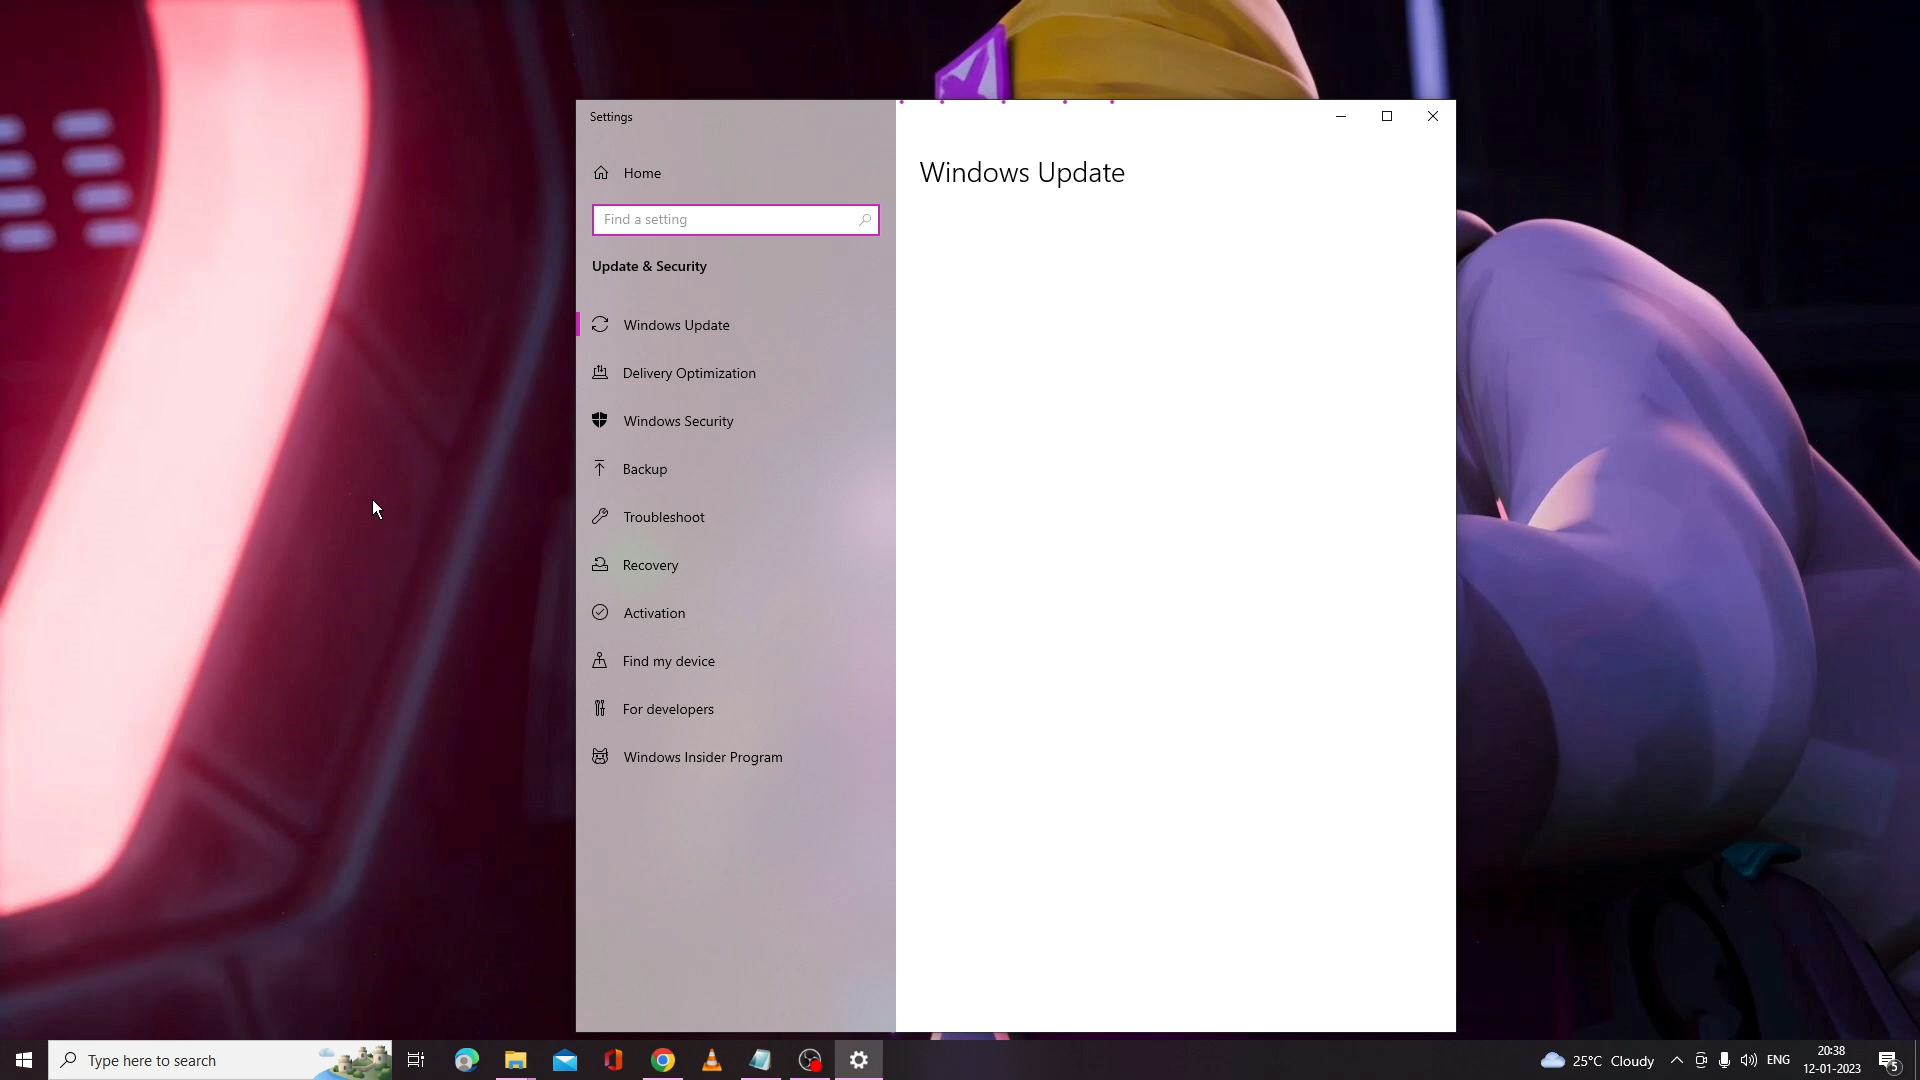 Settings
Home
Find a setting
Update & Security
Windows Update
Delivery Optimization
Windows Security
Backup
Troubleshoot
Recovery
Activation
Find my device
For developers
Windows Insider Program
Windows Update
Type here to search
25°C Cloudy
ENG
20:38
12-01-2023
5